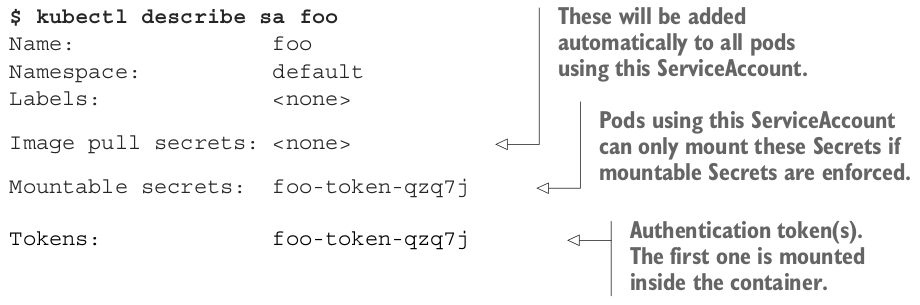 $ kubectl describe sa foo
Name:                foo
Namespace:           default
Labels:              <none>
Image pull secrets:  <none>
Mountable secrets:   foo-token-qzq7j
Tokens:              foo-token-qzq7j
These will be added
automatically to all pods
using this ServiceAccount.
Pods using this ServiceAccount
can only mount these Secrets if
mountable Secrets are enforced.
Authentication token(s).
The first one is mounted
inside the container.